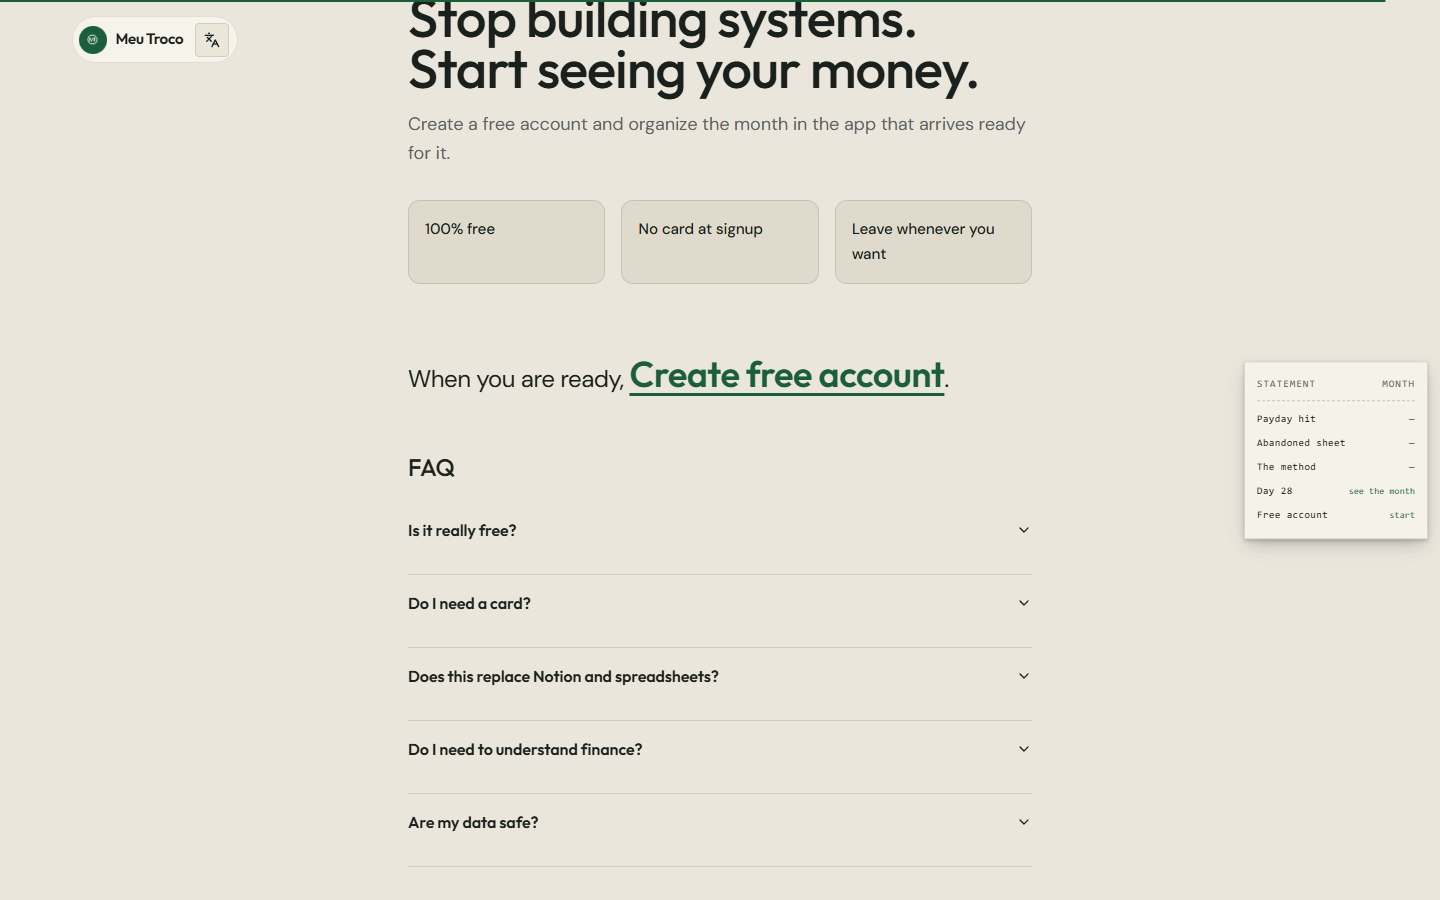 Meu Troco
Stop building systems.
Start seeing your money.
Create a free account and organize the month in the app that arrives ready
for it.
100% free
No card at signup
Leave whenever you
want
When you are ready, Create free account.
STATEMENT MONTH
Payday hit —
Abandoned sheet —
The method —
Day 28 see the month
Free account start
FAQ
Is it really free?
Do I need a card?
Does this replace Notion and spreadsheets?
Do I need to understand finance?
Are my data safe?